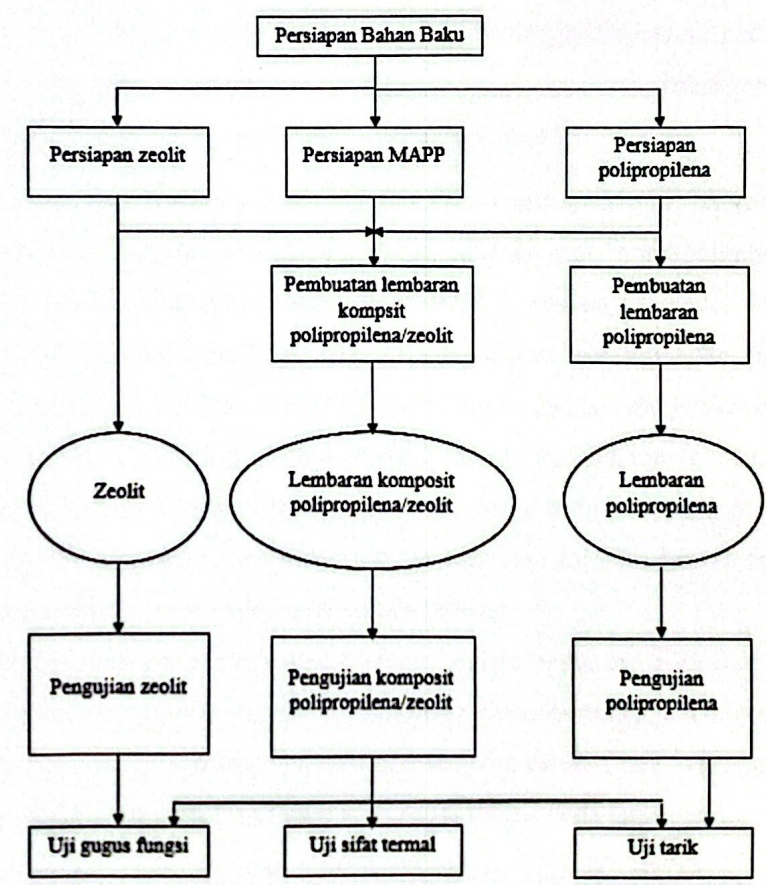 Persiapan Bahan Baku
Persiapan zeolit
Persiapan MAPP
Persiapan
polipropilena
Pembuatan lembaran
kompsit
polipropilena/zeolit
Pembuatan
lembaran
polipropilena
Zeolit
Lembaran komposit
polipropilena/zeolit
Lembaran
polipropilena
Pengujian zeolit
Pengujian komposit
polipropilena/zeolit
Pengujian
polipropilena
Uji gugus fungsi
Uji sifat termal
Uji tarik